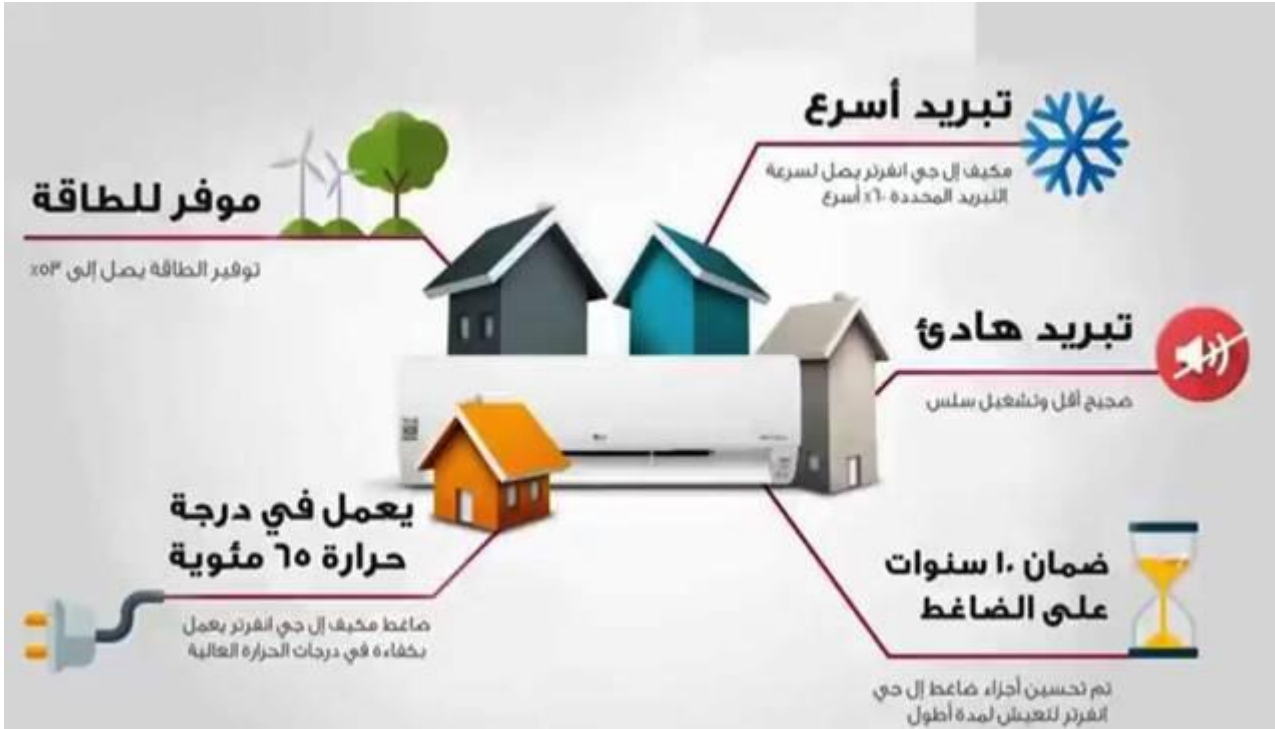 تبريد أسرع
مكيف إل جي انفرتر يصل لسرعة
التبريد المحددة ٦٠٪ أسرع
موفر للطاقة
توفير الطاقة يصل إلى ٥٣٪
تبريد هادئ
ضجيج أقل وتشغيل سلس
يعمل في درجة
حرارة ٦٥ مئوية
ضاغط مكيف إل جي انفرتر يعمل
بكفاءة في درجات الحرارة العالية
ضمان ١٠ سنوات
على الضاغط
تم تحسين أجزاء ضاغط إل جي
انفرتر لتعيش لمدة أطول